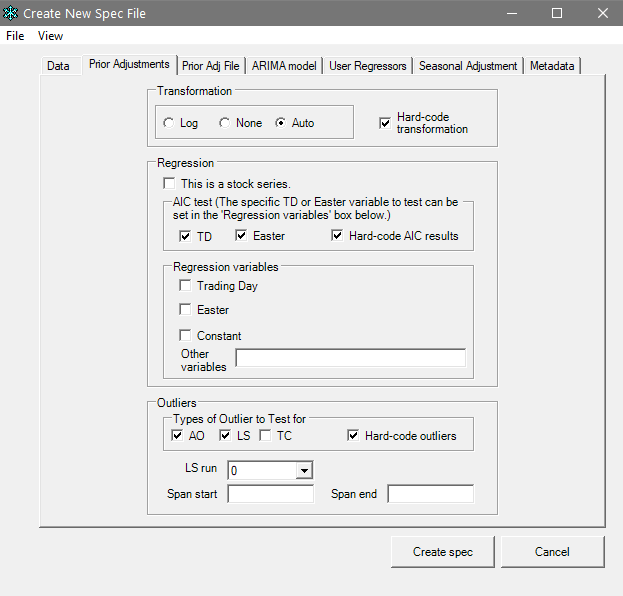 Create New Spec File
File View
Data Prior Adjustments Prior Adj File ARIMA model User Regressors Seasonal Adjustment Metadata
Transformation
Log None Auto Hard-code
transformation
Regression
This is a stock series.
AIC test (The specific TD or Easter variable to test can be
set in the 'Regression variables' box below.)
TD Easter Hard-code AIC results
Regression variables
Trading Day
Easter
Constant
Other
variables
Outliers
Types of Outlier to Test for
AO LS TC Hard-code outliers
LS run 0
Span start Span end
Create spec Cancel